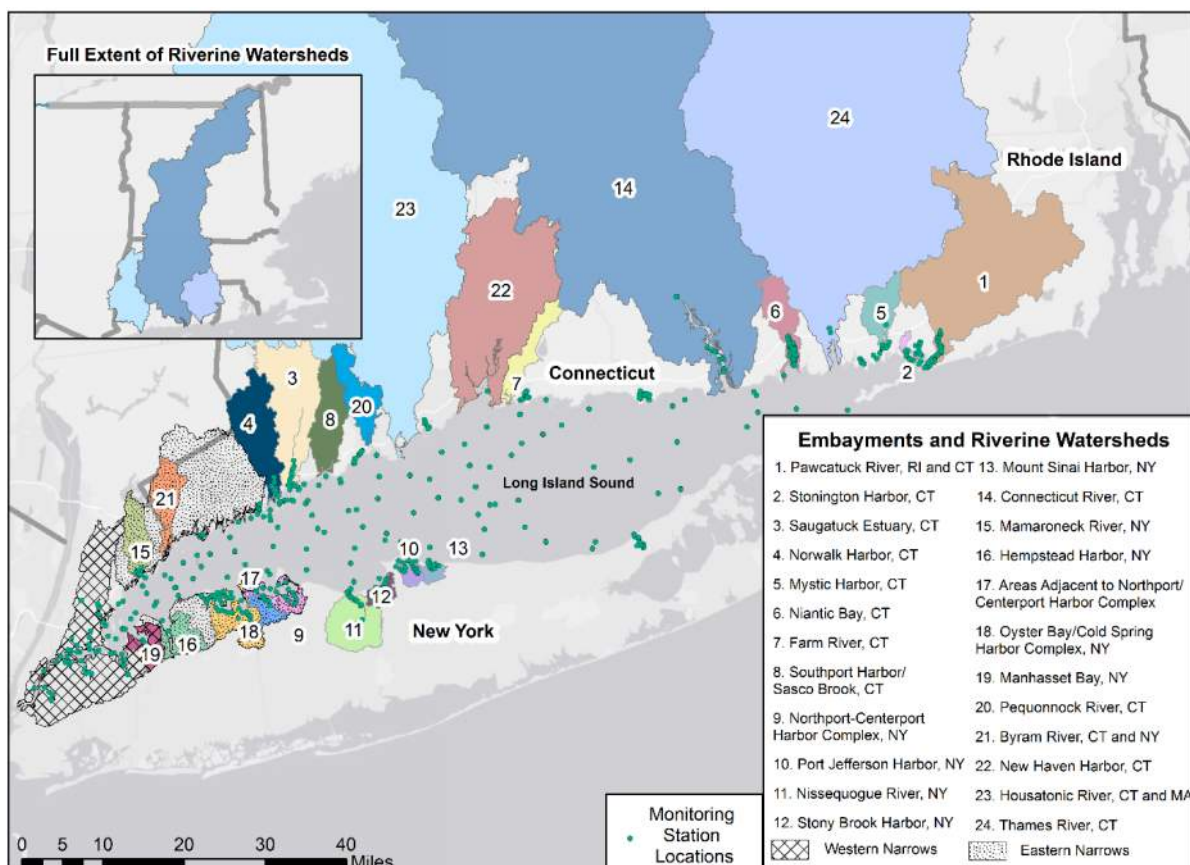 Full Extent of Riverine Watersheds
24
Rhode Island
14
23
1
22
6
5
3
7
Connecticut
2
20
8
4
Long Island Sound
21
15
10
13
17
12
11
New York
18
9
16
19
Embayments and Riverine Watersheds
1. Pawcatuck River, RI and CT
2. Stonington Harbor, CT
3. Saugatuck Estuary, CT
4. Norwalk Harbor, CT
5. Mystic Harbor, CT
6. Niantic Bay, CT
7. Farm River, CT
8. Southport Harbor/
Sasco Brook, CT
9. Northport-Centerport
Harbor Complex, NY
10. Port Jefferson Harbor, NY
11. Nissequogue River, NY
12. Stony Brook Harbor, NY
13. Mount Sinai Harbor, NY
14. Connecticut River, CT
15. Mamaroneck River, NY
16. Hempstead Harbor, NY
17. Areas Adjacent to Northport/
Centerport Harbor Complex
18. Oyster Bay/Cold Spring
Harbor Complex, NY
19. Manhasset Bay, NY
20. Pequonnock River, CT
21. Byram River, CT and NY
22. New Haven Harbor, CT
23. Housatonic River, CT and MA
24. Thames River, CT
Western Narrows
Eastern Narrows
Monitoring
Station
Locations
0 5 10 20 30 40
Miles